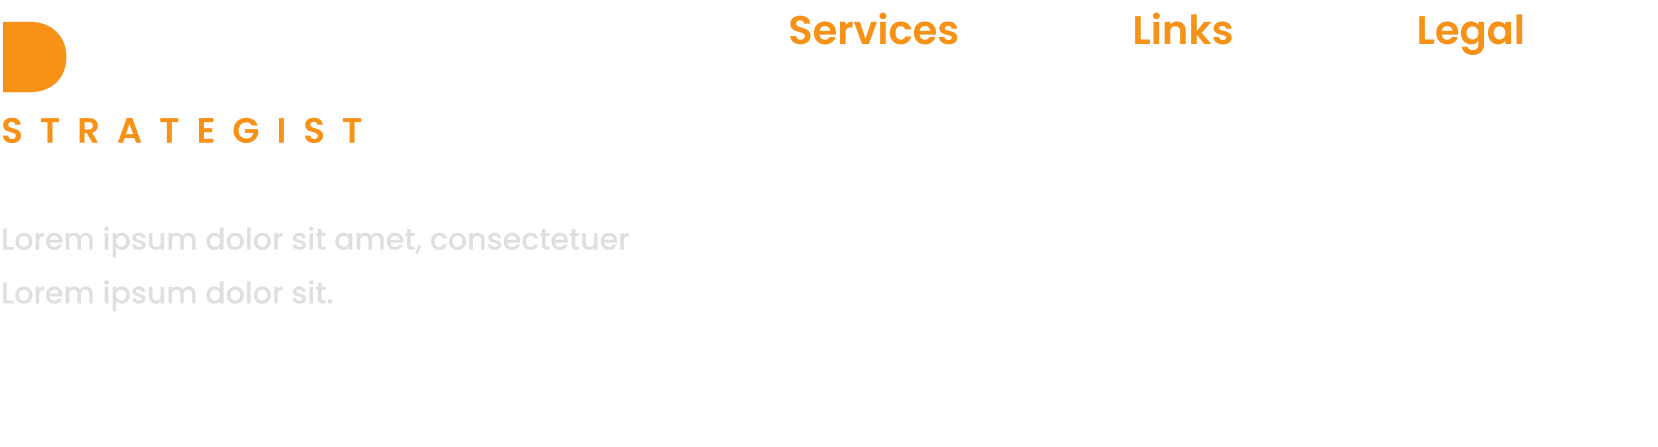 D
STRATEGIST
Lorem ipsum dolor sit amet, consectetuer
Lorem ipsum dolor sit.
Services
Links
Legal